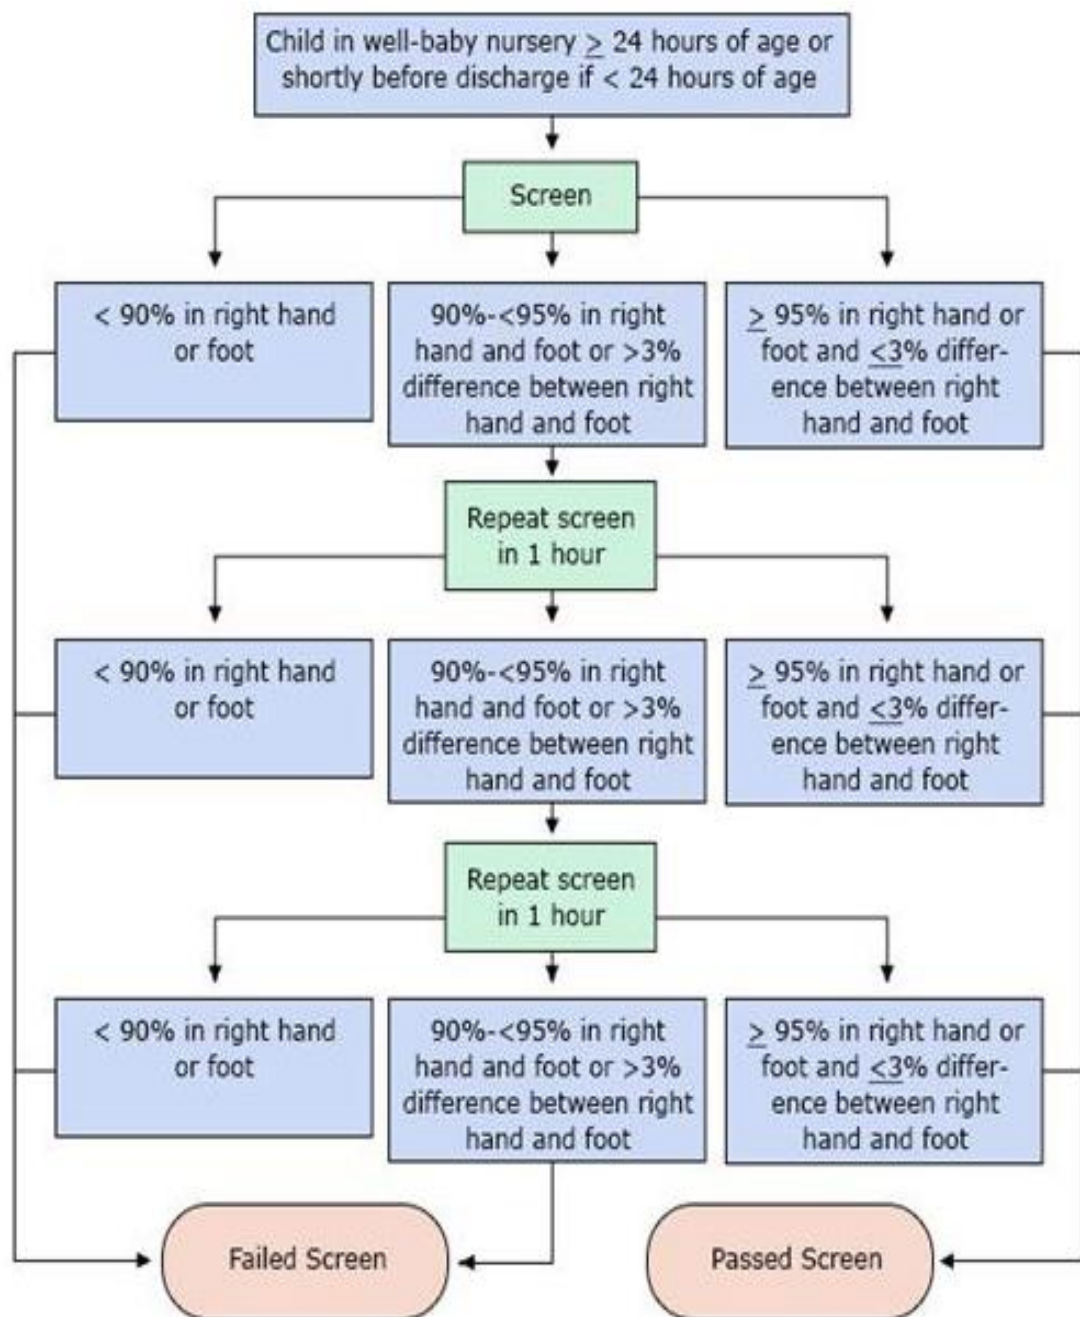 Child in well-baby nursery ≥ 24 hours of age or
shortly before discharge if < 24 hours of age
Screen
< 90% in right hand
or foot
90%-<95% in right
hand and foot or >3%
difference between right
hand and foot
≥ 95% in right hand or
foot and ≤3% differ-
ence between right
hand and foot
Repeat screen
in 1 hour
< 90% in right hand
or foot
90%-<95% in right
hand and foot or >3%
difference between right
hand and foot
≥ 95% in right hand or
foot and ≤3% differ-
ence between right
hand and foot
Repeat screen
in 1 hour
< 90% in right hand
or foot
90%-<95% in right
hand and foot or >3%
difference between right
hand and foot
≥ 95% in right hand or
foot and ≤3% differ-
ence between right
hand and foot
Failed Screen
Passed Screen